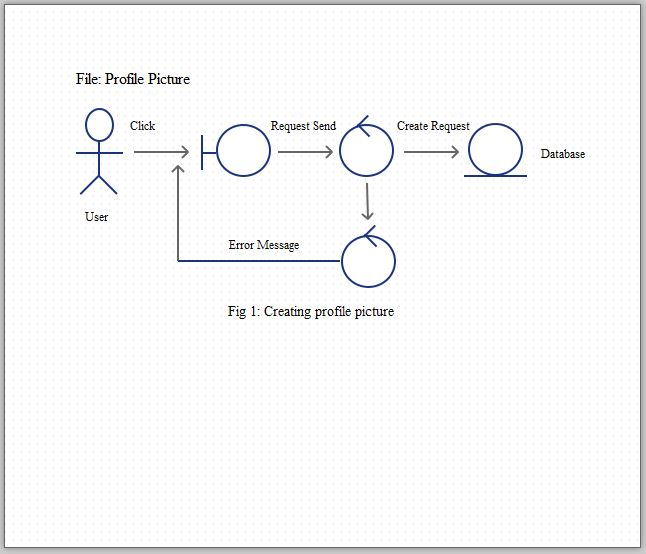 File: Profile Picture
Click
Request Send
Create Request
Database
User
Error Message
Fig 1: Creating profile picture